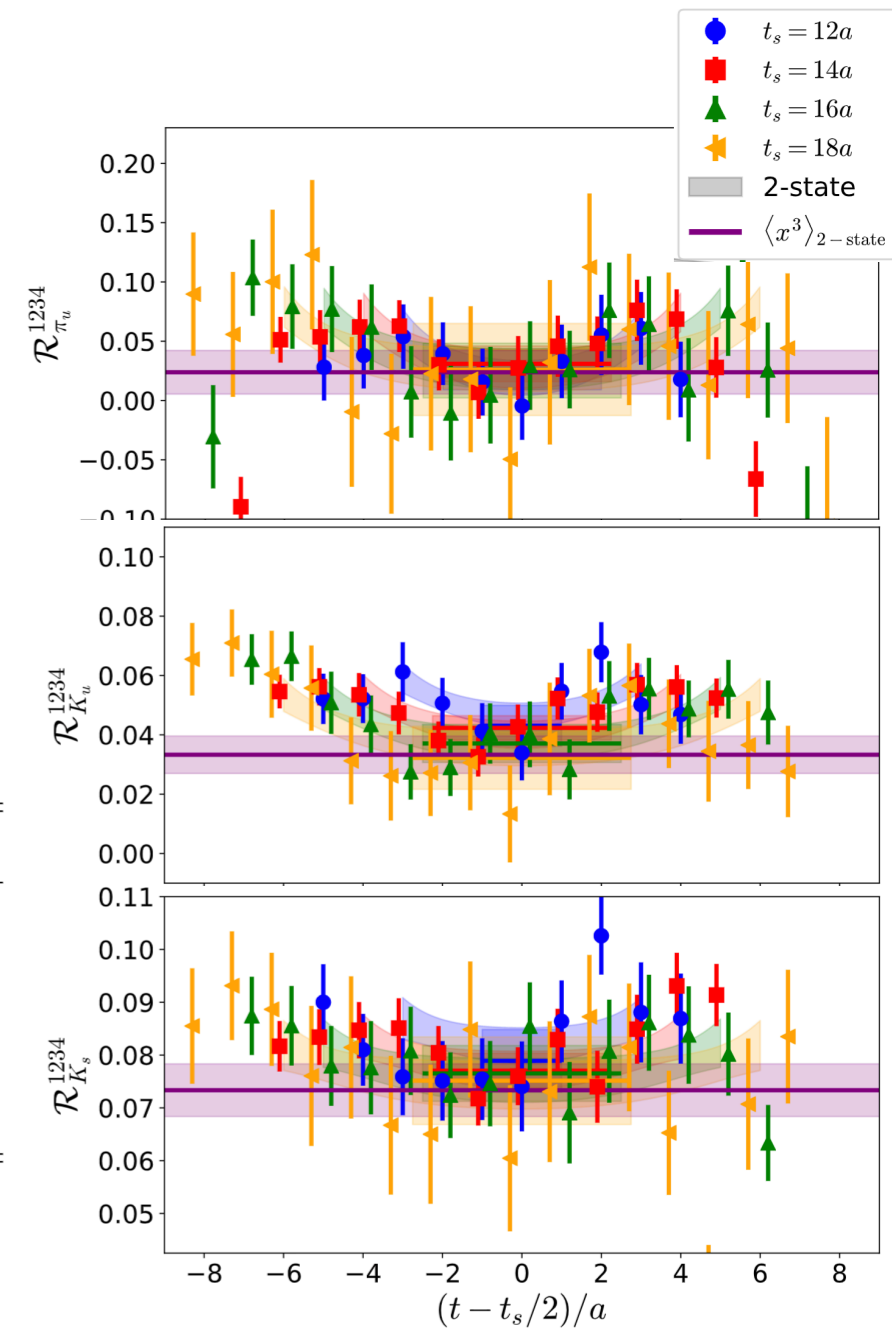 t_s = 12a
t_s = 14a
t_s = 16a
t_s = 18a
2-state
⟨x^3⟩_{2-state}
0.20
0.15
0.10
0.05
0.00
−0.05
−0.10
R^{1234}_{π_u}
0.10
0.08
0.06
0.04
0.02
0.00
R^{1234}_{K_u}
0.11
0.10
0.09
0.08
0.07
0.06
0.05
R^{1234}_{K_s}
−8 −6 −4 −2 0 2 4 6 8
(t − t_s/2)/a